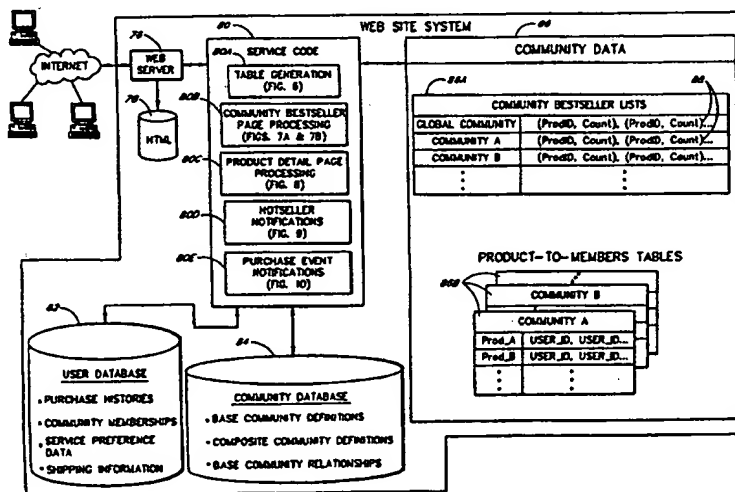 WEB SITE SYSTEM
INTERNET
76
WEB
SERVER
78
HTML
80
SERVICE CODE
80A
TABLE GENERATION
(FIG. 6)
80B
COMMUNITY BESTSELLER
PAGE PROCESSING
(FIGS. 7A & 7B)
80C
PRODUCT DETAIL PAGE
PROCESSING
(FIG. 8)
80D
HOTSELLER
NOTIFICATIONS
(FIG. 9)
80E
PURCHASE EVENT
NOTIFICATIONS
(FIG. 10)
COMMUNITY DATA
COMMUNITY BESTSELLER LISTS
GLOBAL COMMUNITY (ProdID, Count), (ProdID, Count)...
COMMUNITY A (ProdID, Count), (ProdID, Count)...
COMMUNITY B (ProdID, Count), (ProdID, Count)...
PRODUCT-TO-MEMBERS TABLES
COMMUNITY B
COMMUNITY A
Prod_A USER_ID, USER_ID...
Prod_B USER_ID, USER_ID...
USER DATABASE
• PURCHASE HISTORIES
• COMMUNITY MEMBERSHIPS
• SERVICE PREFERENCE
DATA
• SHIPPING INFORMATION
84
COMMUNITY DATABASE
• BASE COMMUNITY DEFINITIONS
• COMPOSITE COMMUNITY DEFINITIONS
• BASE COMMUNITY RELATIONSHIPS